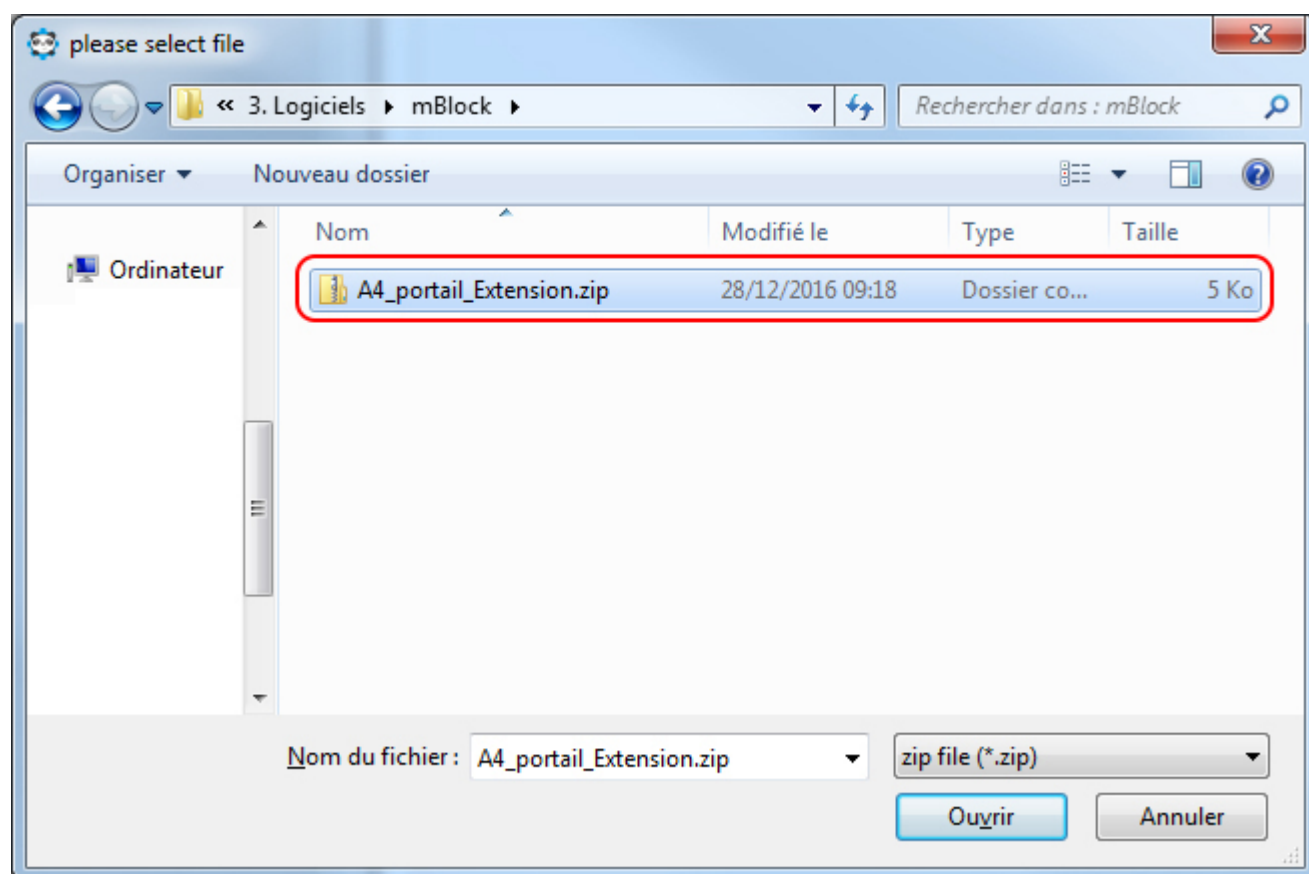 please select file
« 3. Logiciels mBlock
Rechercher dans : mBlock
Organiser Nouveau dossier
Nom Modifié le Type Taille
Ordinateur
A4_portail_Extension.zip 28/12/2016 09:18 Dossier co... 5 Ko
Nom du fichier : A4_portail_Extension.zip zip file (*.zip)
Ouvrir Annuler